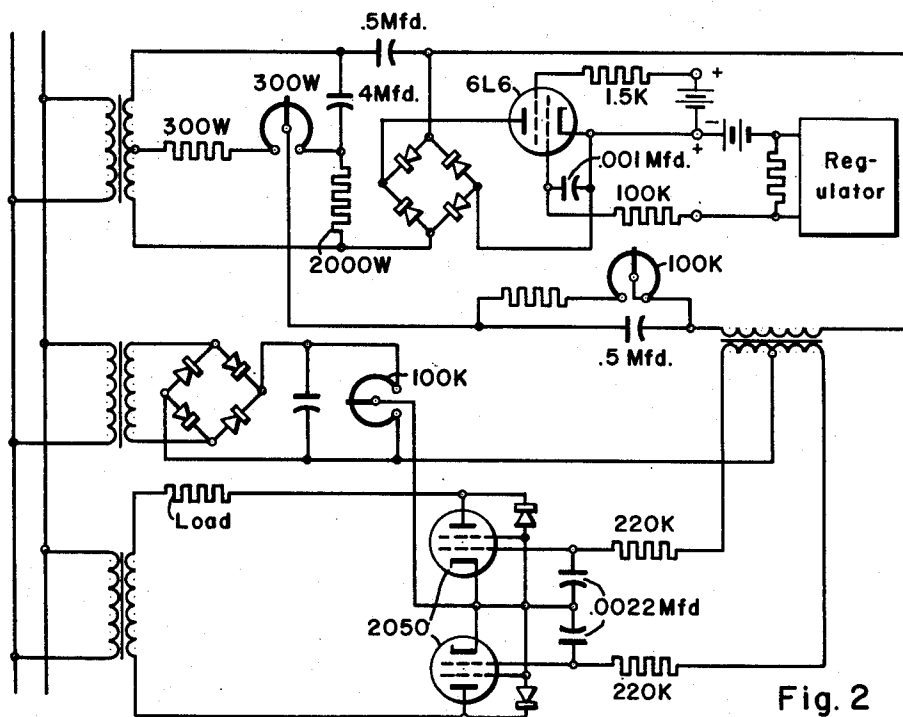 .5Mfd.
300W
4Mfd.
6L6
1.5K
+
300W
−
+
.001Mfd.
Reg-
ulator
100K
2000W
100K
.5 Mfd.
100K
Load
220K
.0022Mfd
2050
220K
Fig. 2